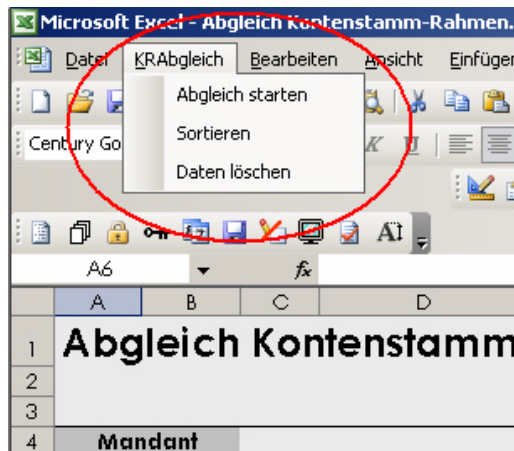 Microsoft Excel - Abgleich Kontenstamm-Rahmen.
Datei KRAbgleich Bearbeiten Ansicht Einfüger
Abgleich starten
Century Go K U
Sortieren
Daten löschen
A6 fx
A B C D
1 Abgleich Kontenstamm
2
3
4 Mandant